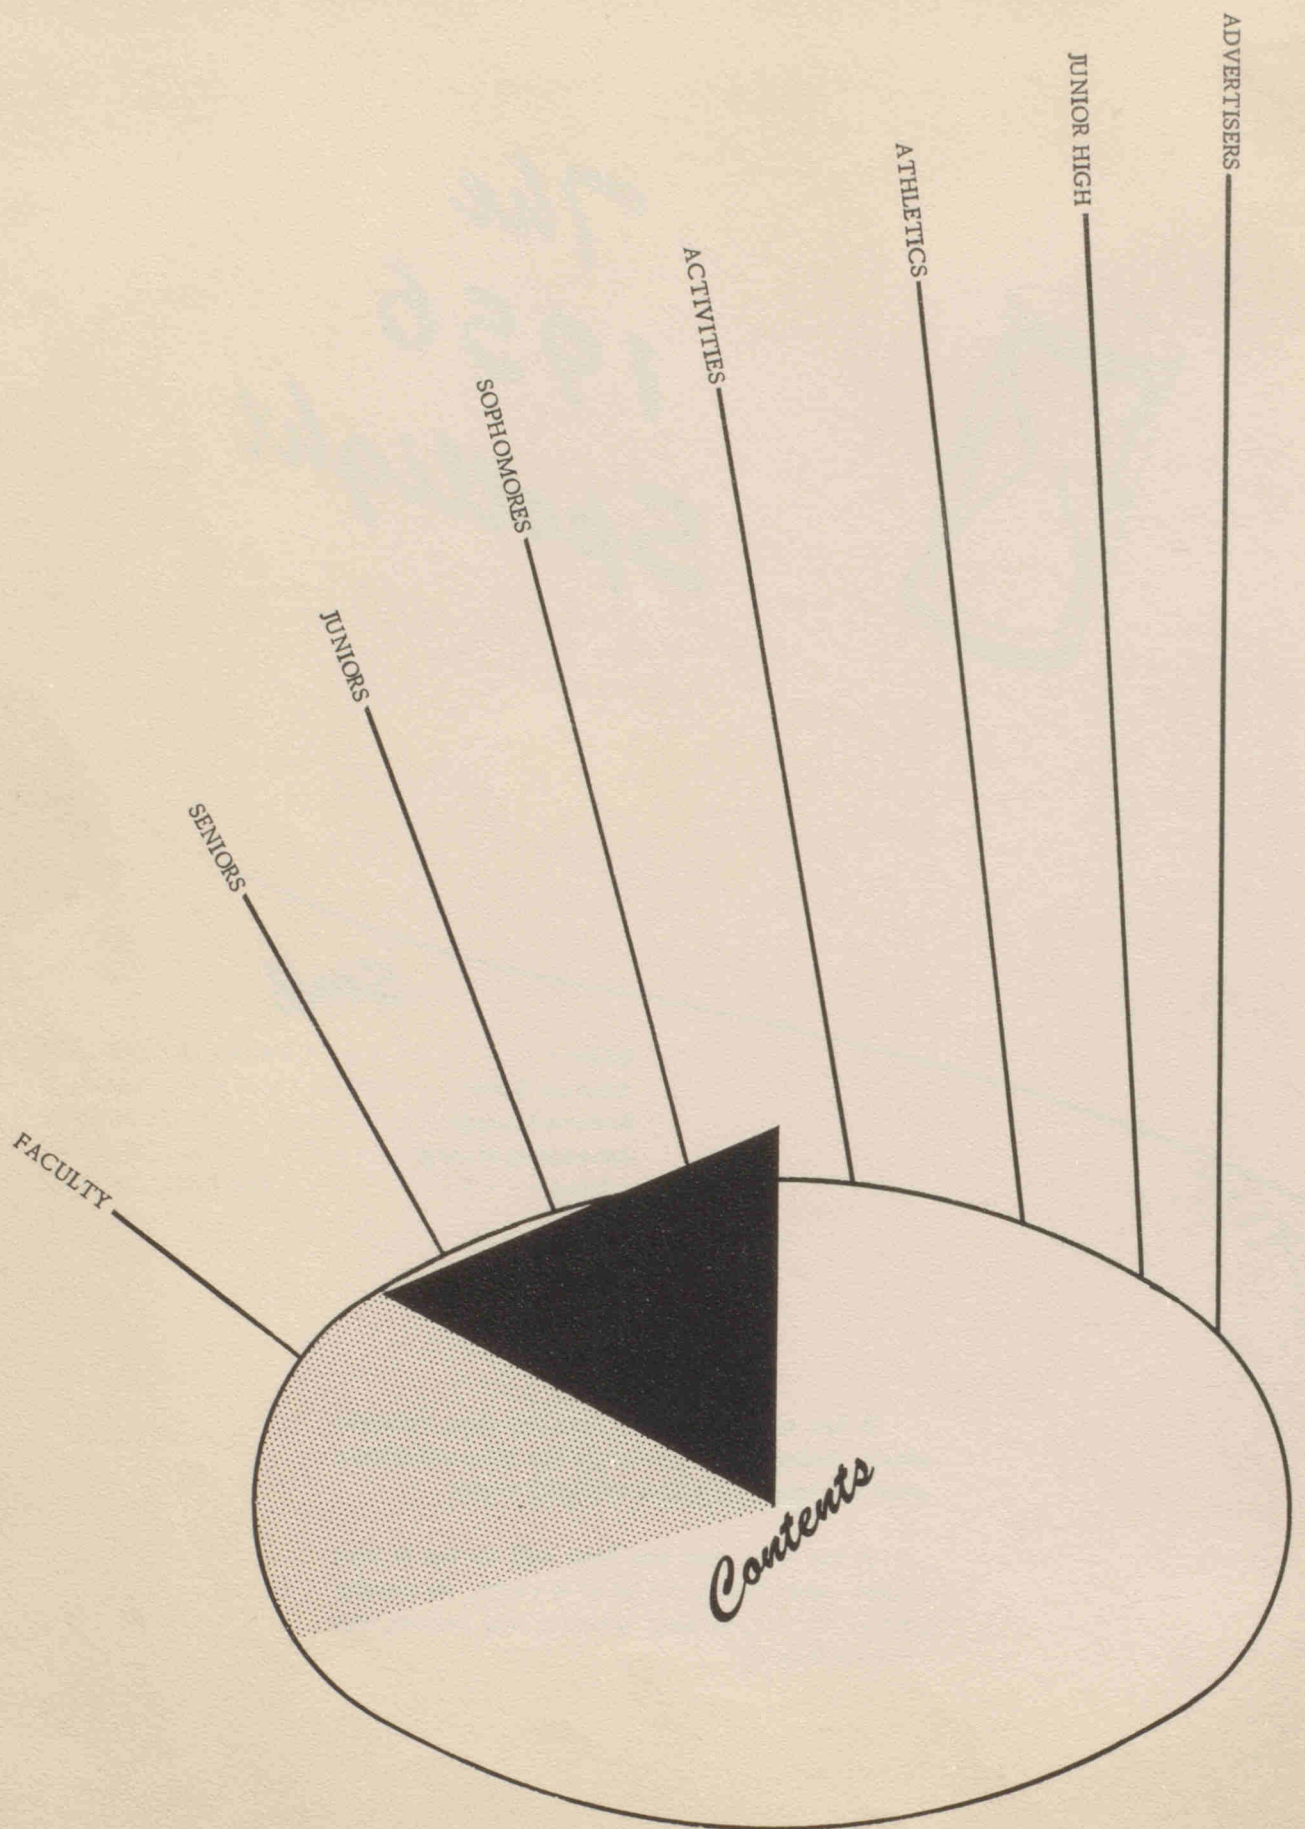 Contents
FACULTY
SENIORS
JUNIORS
SOPHOMORES
ACTIVITIES
ATHLETICS
JUNIOR HIGH
ADVERTISERS